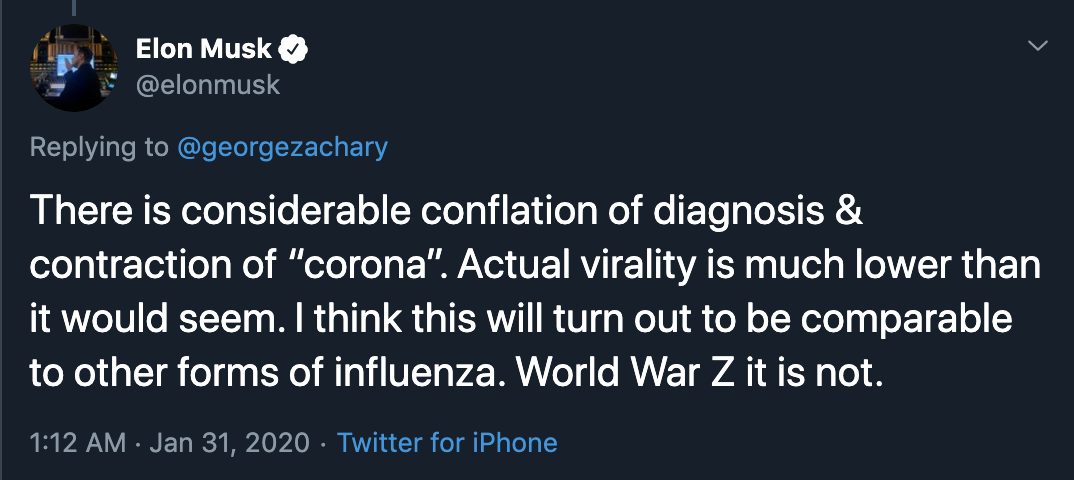 Elon Musk
@elonmusk
Replying to @georgezachary
There is considerable conflation of diagnosis &
contraction of “corona”. Actual virality is much lower than
it would seem. I think this will turn out to be comparable
to other forms of influenza. World War Z it is not.
1:12 AM · Jan 31, 2020 · Twitter for iPhone